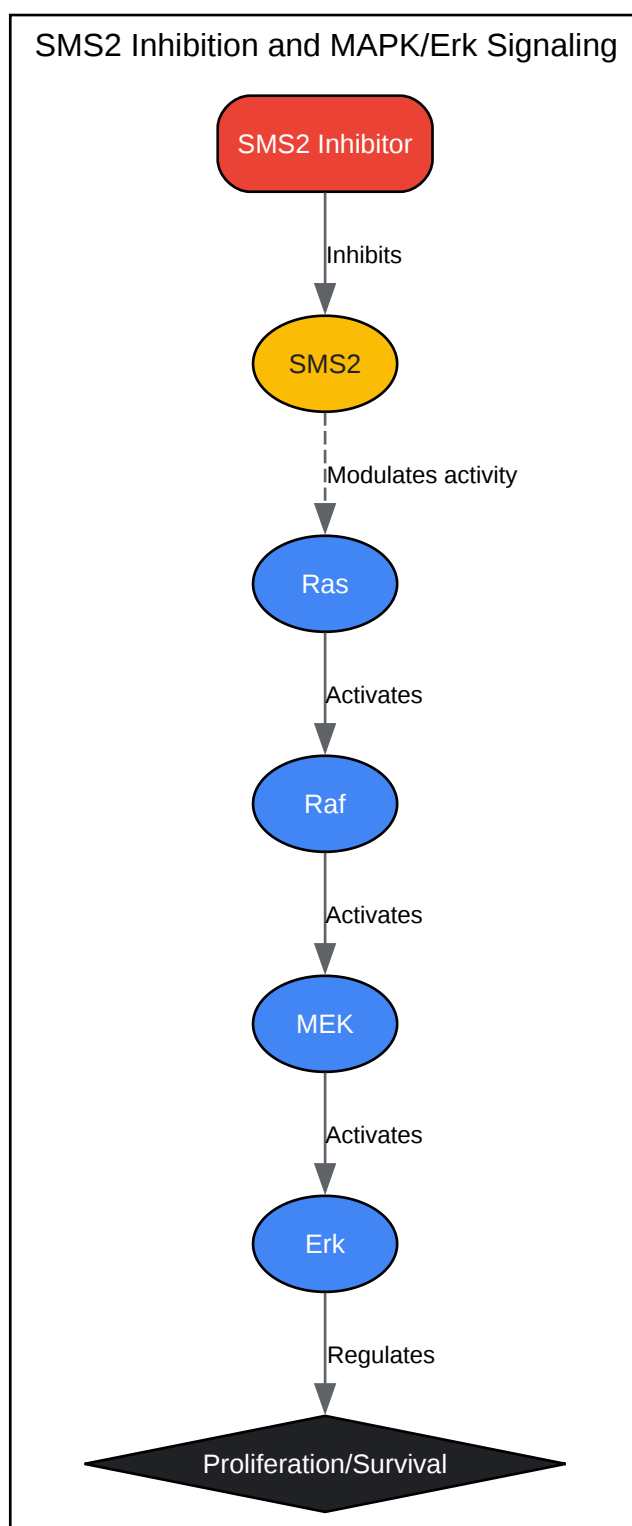 SMS2 Inhibition and MAPK/Erk Signaling
SMS2 Inhibitor
Inhibits
SMS2
Modulates activity
Ras
Activates
Raf
Activates
MEK
Activates
Erk
Regulates
Proliferation/Survival